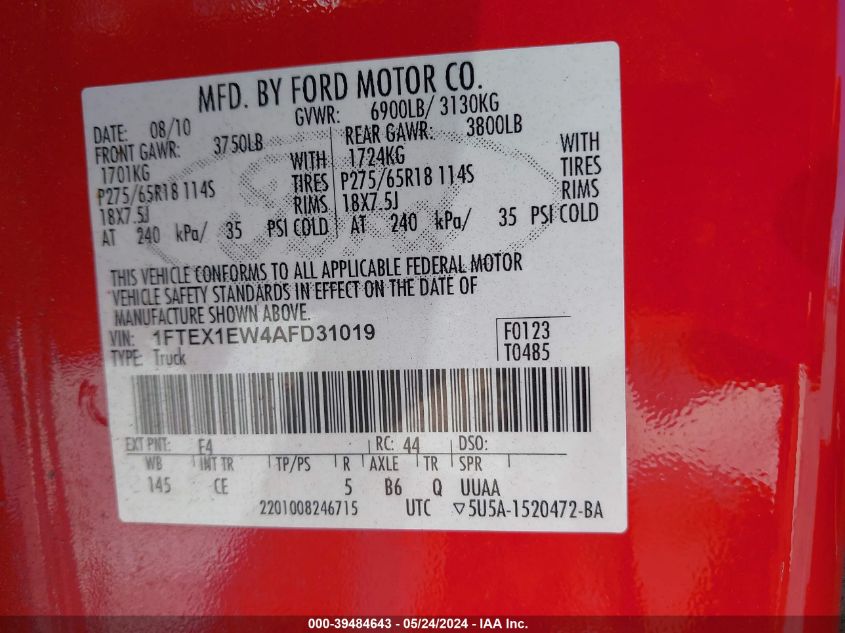 MFD. BY FORD MOTOR CO.
DATE: 08/10 GVWR: 6900LB/ 3130KG
FRONT GAWR: 3750LB REAR GAWR: 3800LB
1701KG WITH 1724KG WITH
P275/65R18 114S TIRES P275/65R18 114S TIRES
18X7.5J RIMS 18X7.5J RIMS
AT 240 kPa/ 35 PSI COLD AT 240 kPa/ 35 PSI COLD
THIS VEHICLE CONFORMS TO ALL APPLICABLE FEDERAL MOTOR
VEHICLE SAFETY STANDARDS IN EFFECT ON THE DATE OF
MANUFACTURE SHOWN ABOVE.
VIN: 1FTEX1EW4AFD31019 F0123
TYPE: Truck T0485
EXT PNT: F4 RC: 44 DSO:
WB INT TR TP/PS R AXLE TR SPR
145 CE 5 B6 Q UUAA
2201008246715 UTC ▽5U5A-1520472-BA
000-39484643 - 05/24/2024 - IAA Inc.